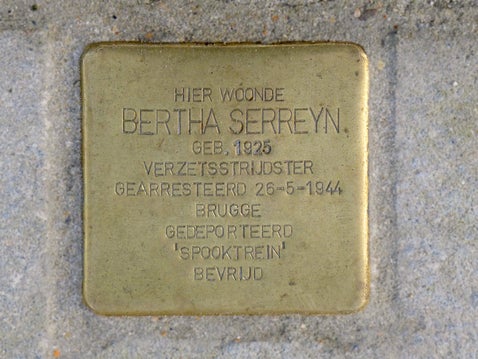 HIER WOONDE
BERTHA SERREYN
GEB. 1925
VERZETSSTRIJDSTER
GEARRESTEERD 26-5-1944
BRUGGE
GEDEPORTEERD
'SPOOKTREIN'
BEVRIJD